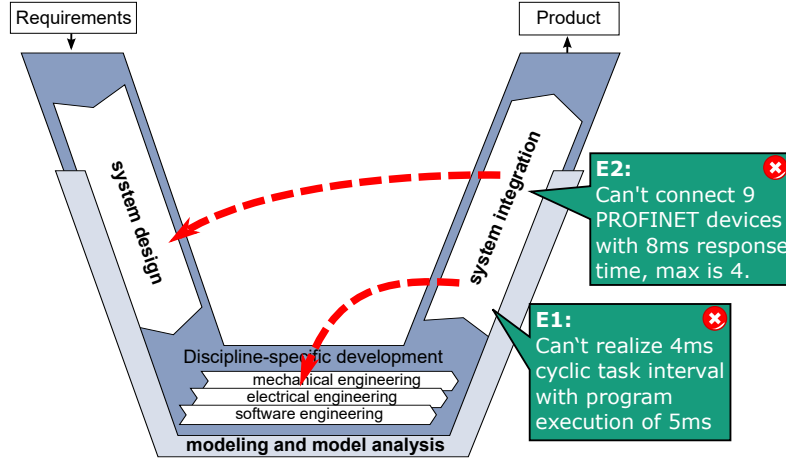 Requirements
Product
system design
system integration
E2:
Can't connect 9
PROFINET devices
with 8ms response
time, max is 4.
E1:
Can't realize 4ms
cyclic task interval
with program
execution of 5ms
Discipline-specific development
mechanical engineering
electrical engineering
software engineering
modeling and model analysis